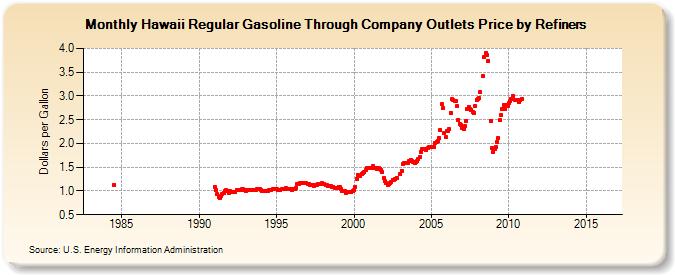 Monthly Hawaii Regular Gasoline Through Company Outlets Price by Refiners
Dollars per Gallon
4.0
3.5
3.0
2.5
2.0
1.5
1.0
0.5
1985 1990 1995 2000 2005 2010 2015
Source: U.S. Energy Information Administration